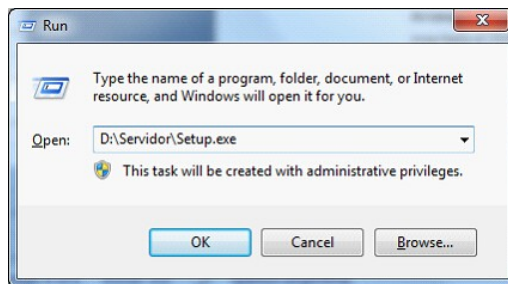 Run
Type the name of a program, folder, document, or Internet
resource, and Windows will open it for you.
Open: D:\Servidor\Setup.exe
This task will be created with administrative privileges.
OK Cancel Browse...